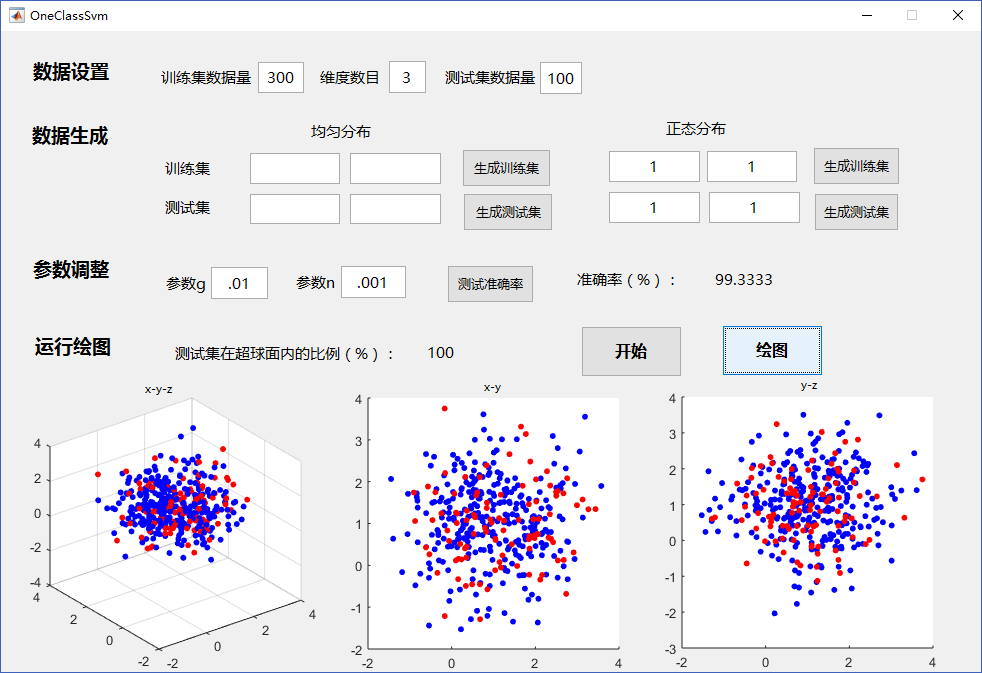 OneClassSvm
数据设置 训练集数据量 300 维度数目 3 测试集数据量 100
数据生成 均匀分布 正态分布
训练集 生成训练集 1 1 生成训练集
测试集 生成测试集 1 1 生成测试集
参数调整 参数g .01 参数n .001 测试准确率 准确率（%）： 99.3333
运行绘图 测试集在超球面内的比例（%）： 100 开始 绘图
x-y-z
4
2
0
-2
-4
4
2
0
-2
-2
0
2
4
x-y
4
3
2
1
0
-1
-2
-2 0 2 4
y-z
4
3
2
1
0
-1
-2
-3
-2 0 2 4